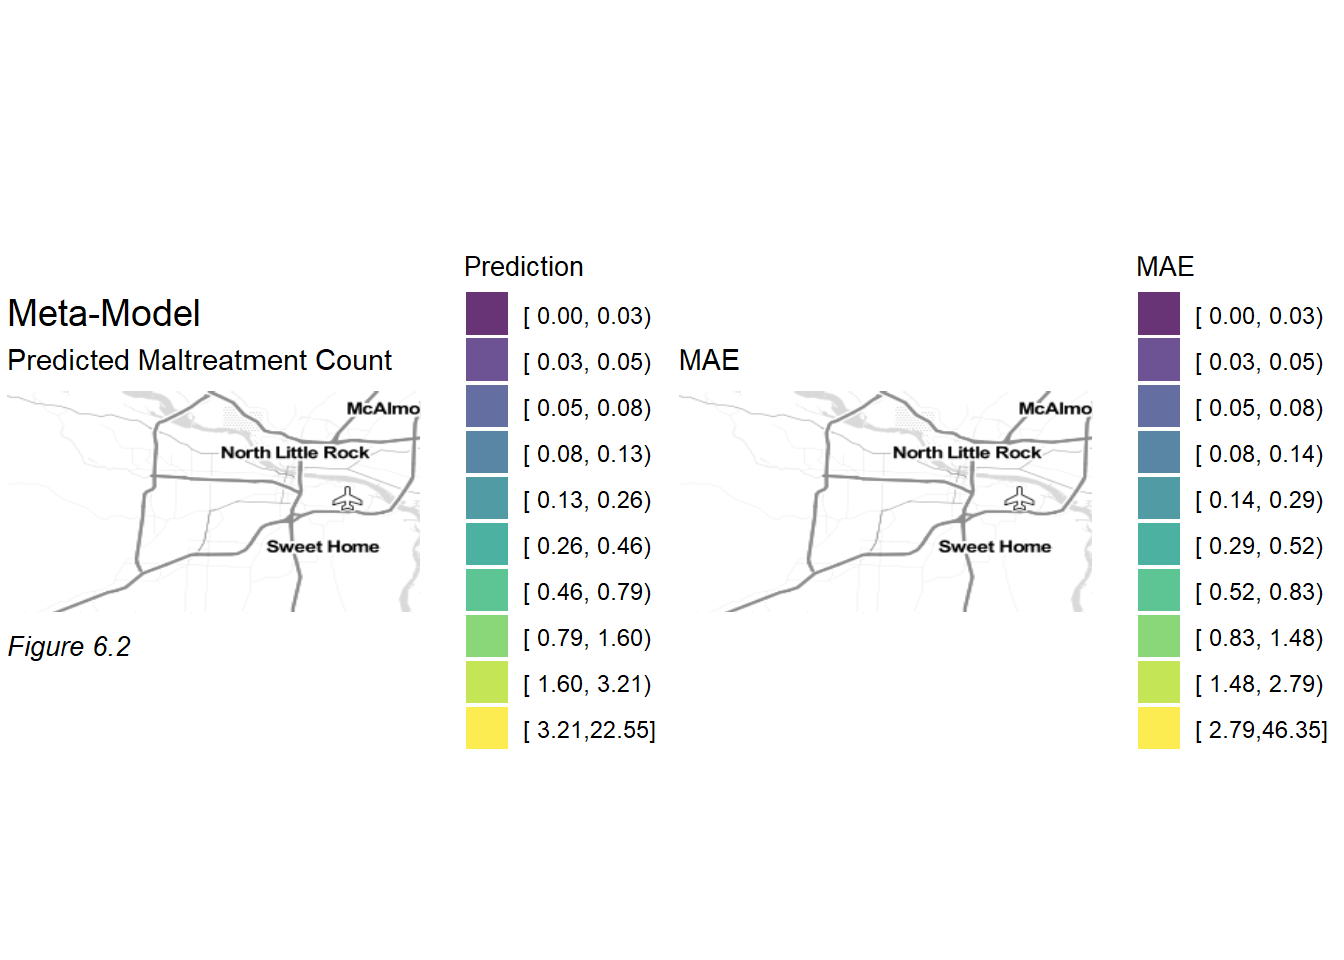 Meta-Model
Predicted Maltreatment Count
McAlmo
North Little Rock
Sweet Home
Figure 6.2
Prediction
[ 0.00, 0.03)
[ 0.03, 0.05)
[ 0.05, 0.08)
[ 0.08, 0.13)
[ 0.13, 0.26)
[ 0.26, 0.46)
[ 0.46, 0.79)
[ 0.79, 1.60)
[ 1.60, 3.21)
[ 3.21,22.55]
MAE
McAlmo
North Little Rock
Sweet Home
MAE
[ 0.00, 0.03)
[ 0.03, 0.05)
[ 0.05, 0.08)
[ 0.08, 0.14)
[ 0.14, 0.29)
[ 0.29, 0.52)
[ 0.52, 0.83)
[ 0.83, 1.48)
[ 1.48, 2.79)
[ 2.79,46.35]